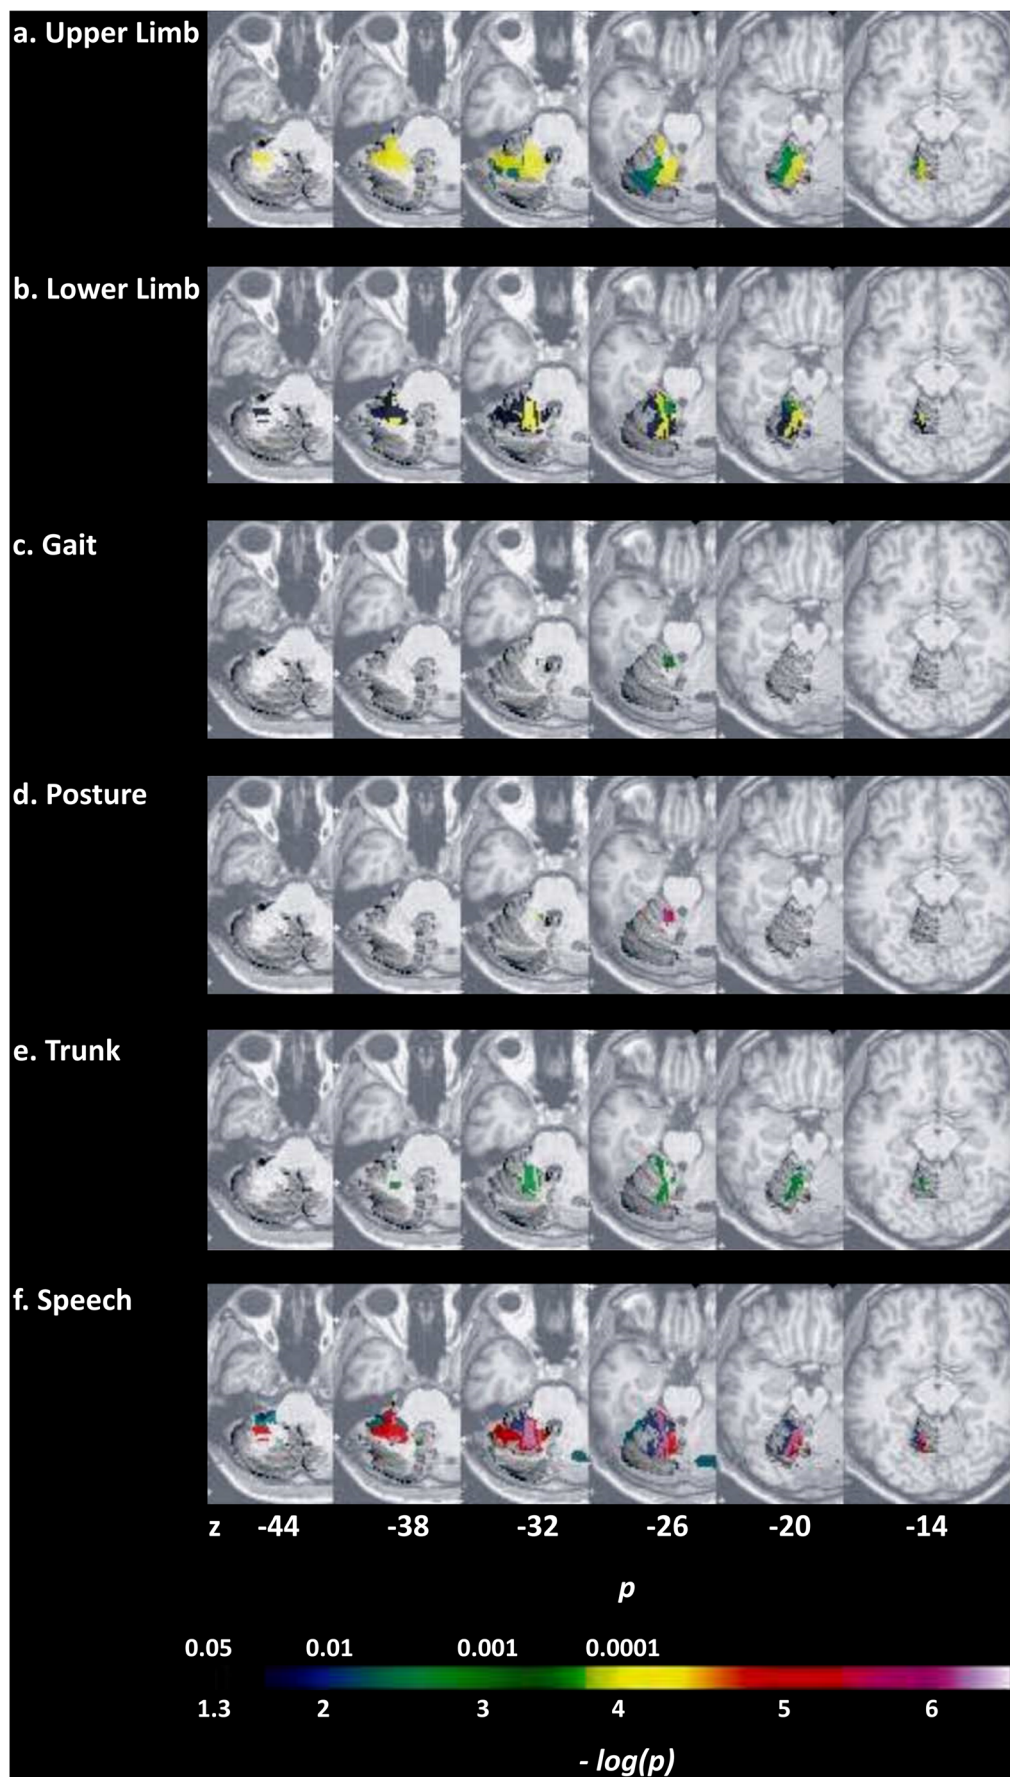 a. Upper Limb
b. Lower Limb
c. Gait
d. Posture
e. Trunk
f. Speech
z -44 -38 -32 -26 -20 -14
p
0.05 0.01 0.001 0.0001
1.3 2 3 4 5 6
- log(p)